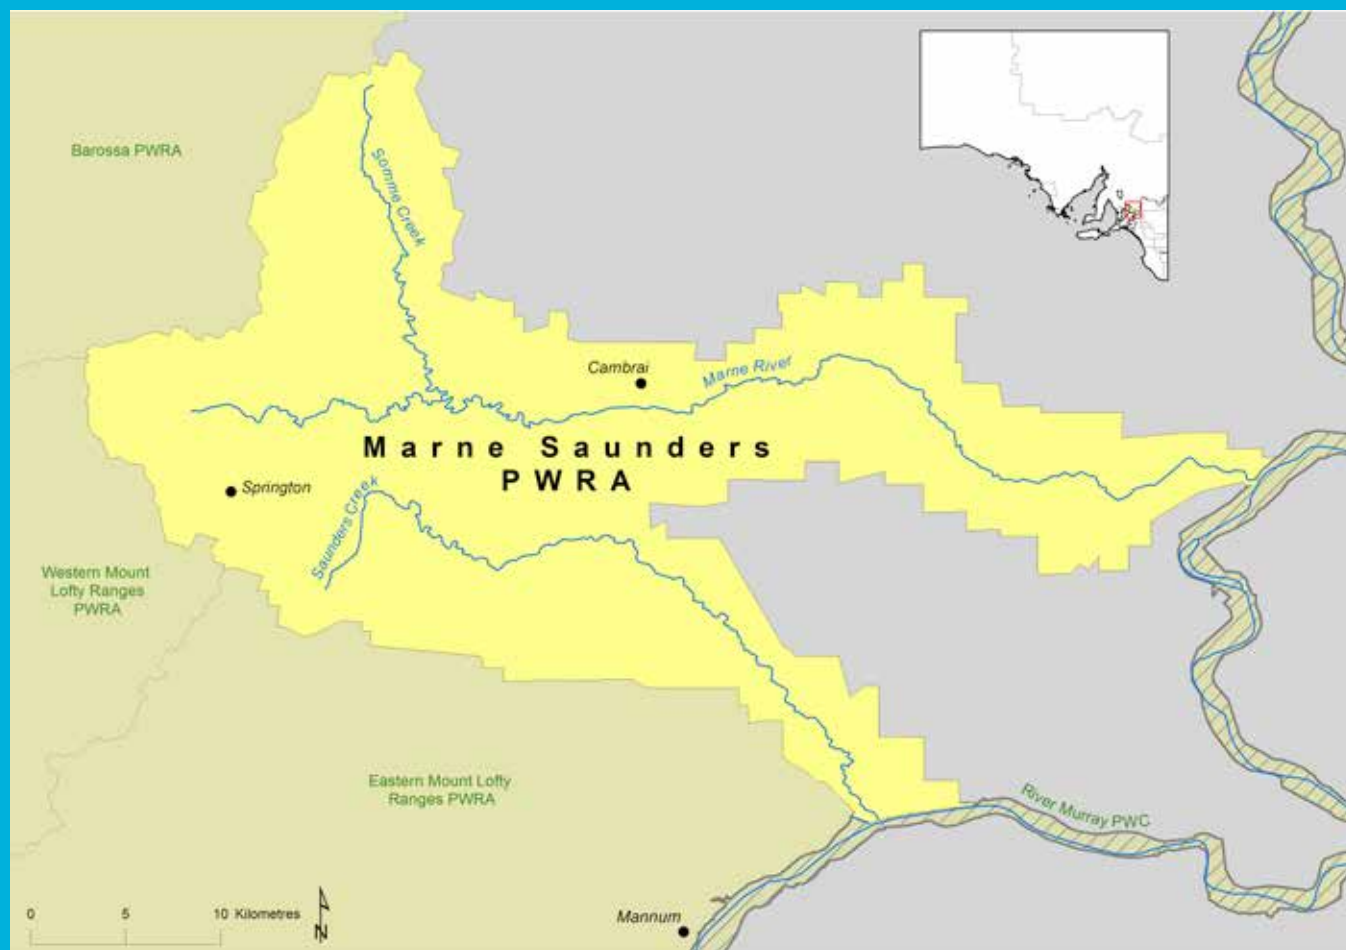 Barossa PWRA
Somme Creek
Cambrai
Marne River
Marne Saunders
PWRA
Springton
Saunders Creek
Western Mount
Lofty Ranges
PWRA
Eastern Mount Lofty
Ranges PWRA
River Murray PWC
0 5 10 Kilometres
N
Mannum